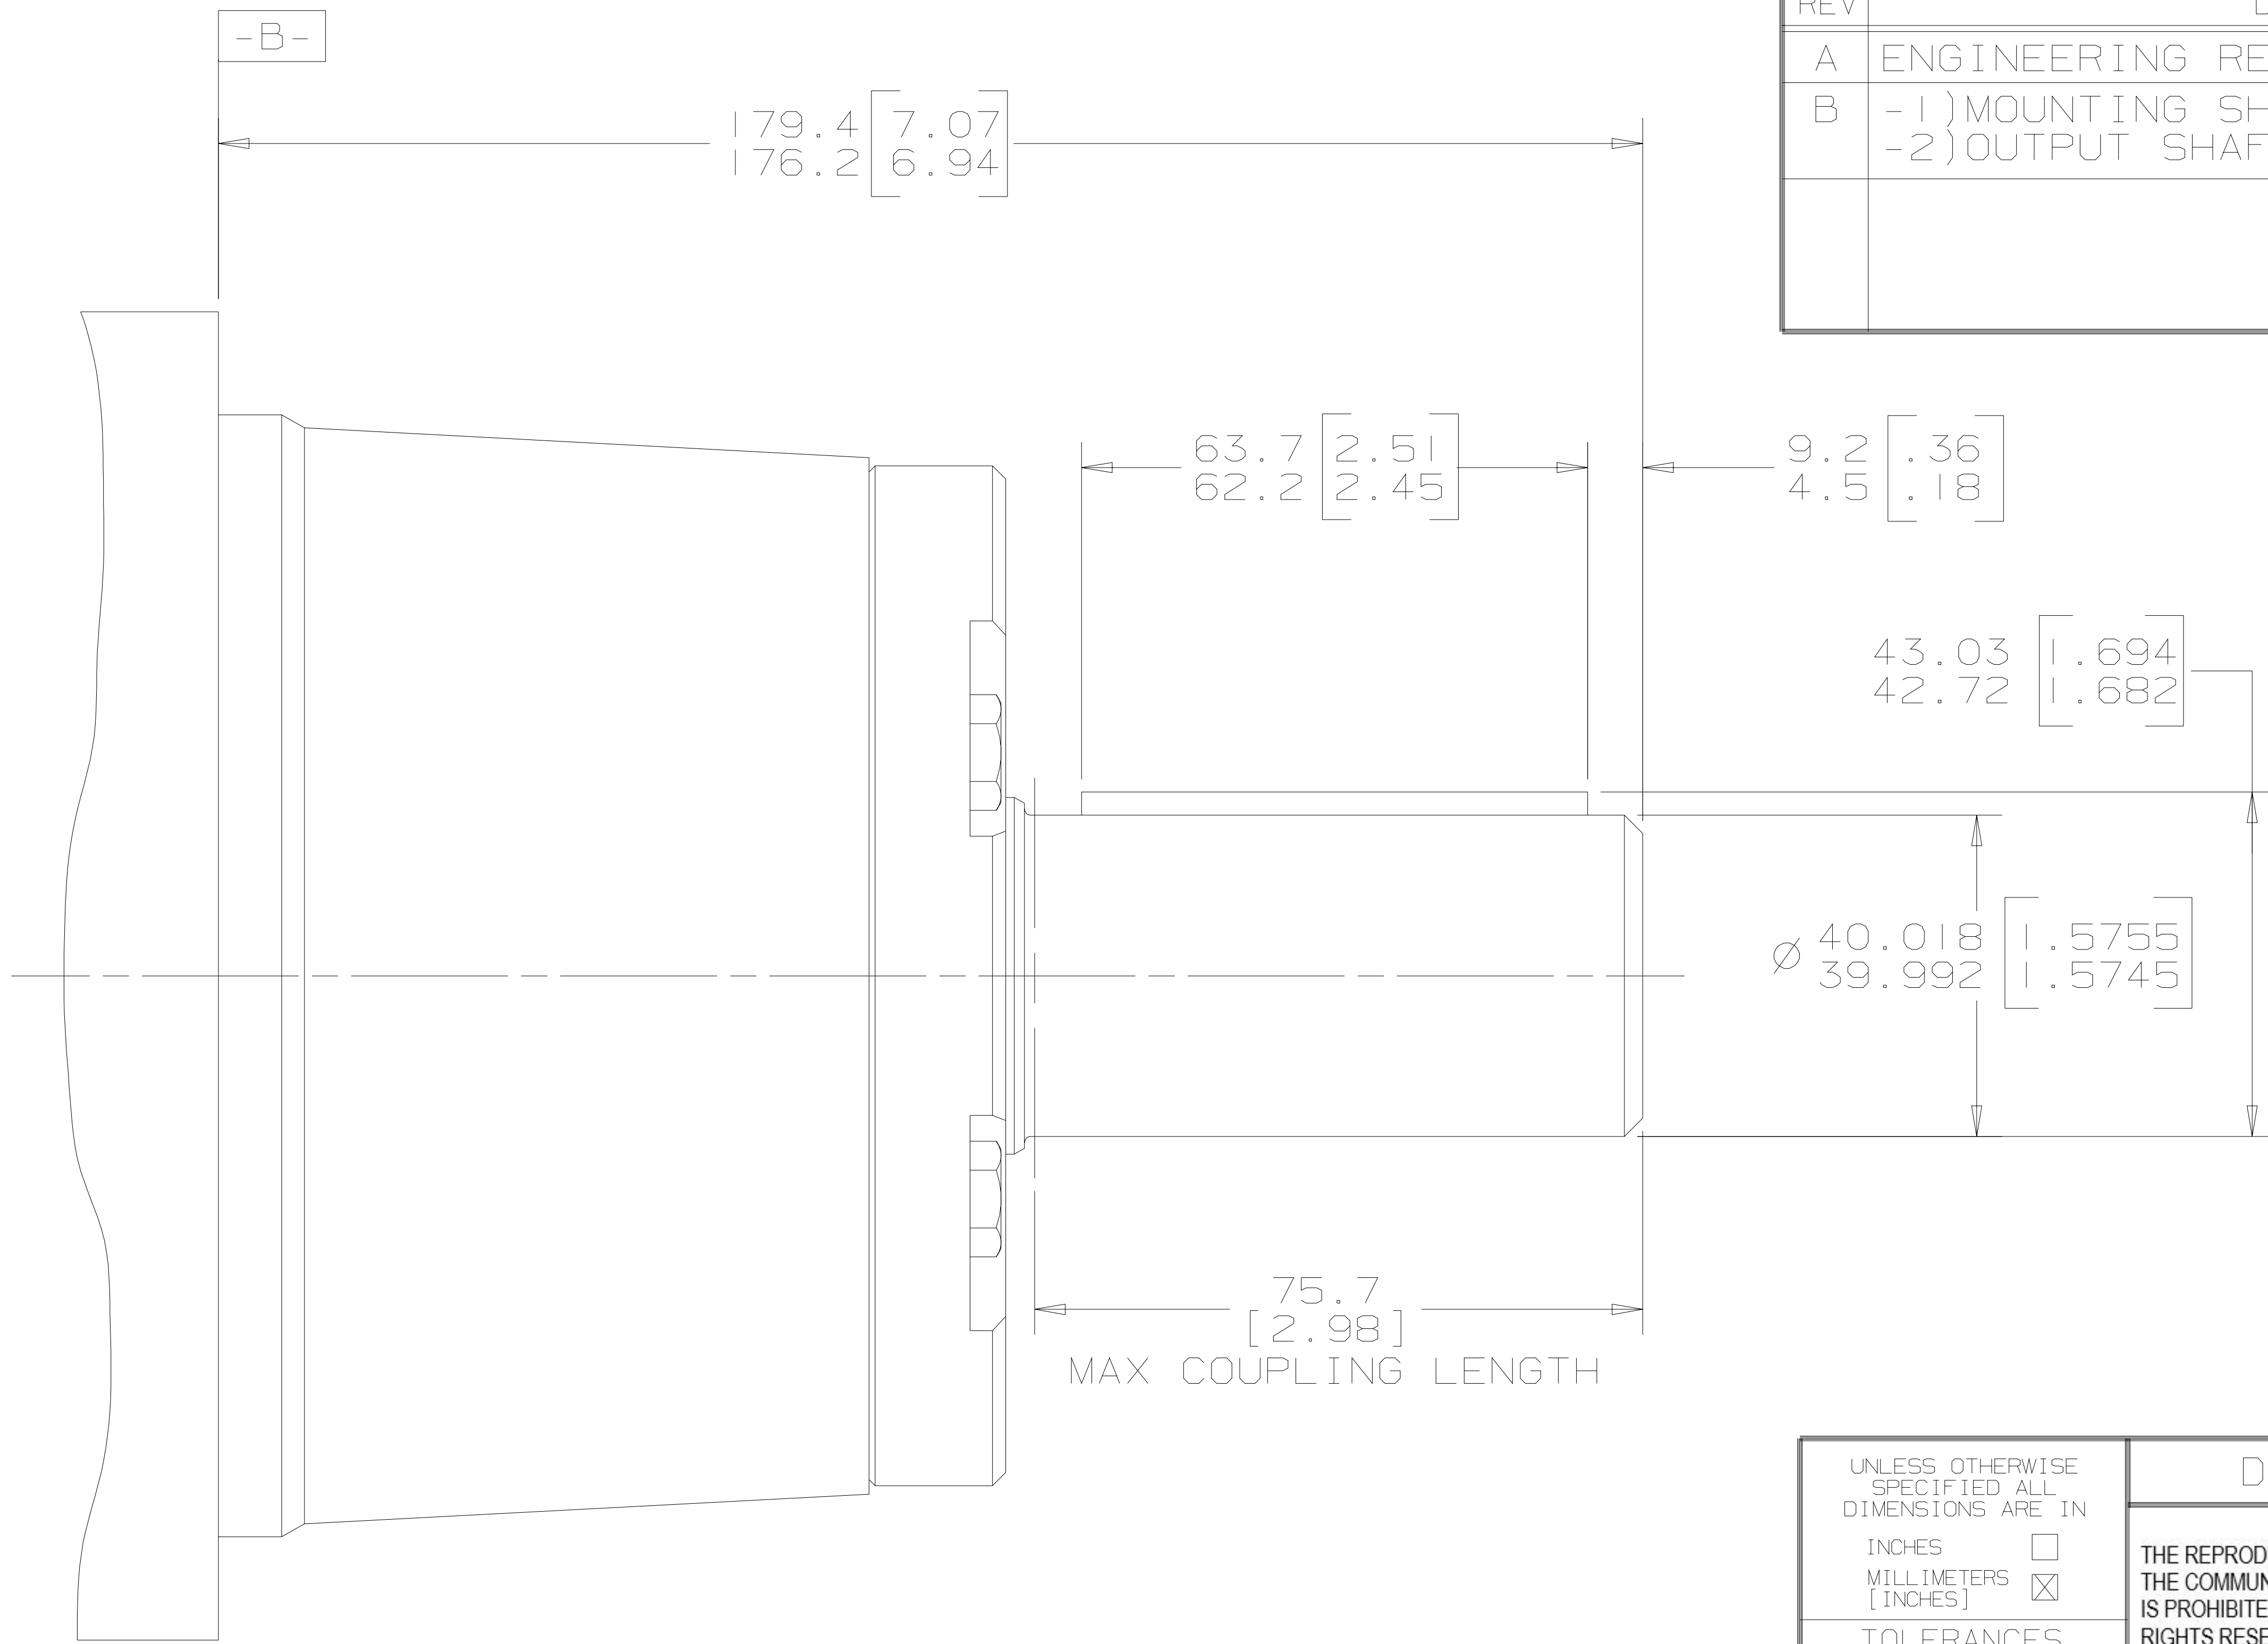 -B-
REV
A ENGINEERING RE
B -1)MOUNTING SH
-2)OUTPUT SHAF
179.4 [7.07
176.2 6.94]
63.7 [2.51
62.2 2.45]
9.2 [.36
4.5 .18]
43.03 [1.694
42.72 1.682]
Ø 40.018 [1.5755
39.992 1.5745]
75.7
[2.98]
MAX COUPLING LENGTH
UNLESS OTHERWISE
SPECIFIED ALL
DIMENSIONS ARE IN
INCHES
MILLIMETERS
[INCHES]
TOLERANCES
D
THE REPROD
THE COMMUN
IS PROHIBITE
RIGHTS RESE